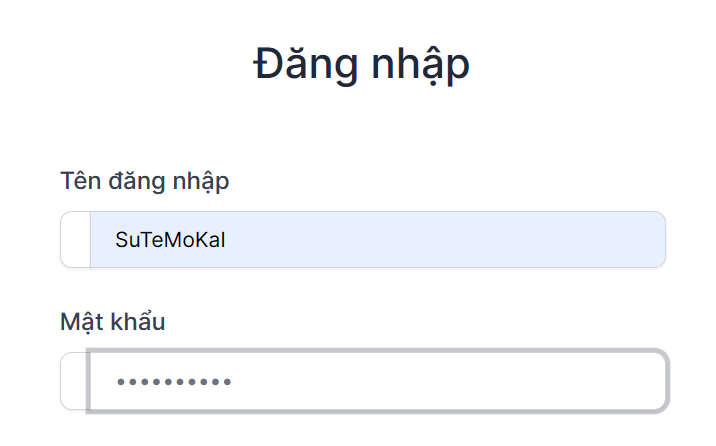 Đăng nhập
Tên đăng nhập
SuTeMoKaI
Mật khẩu
••••••••••